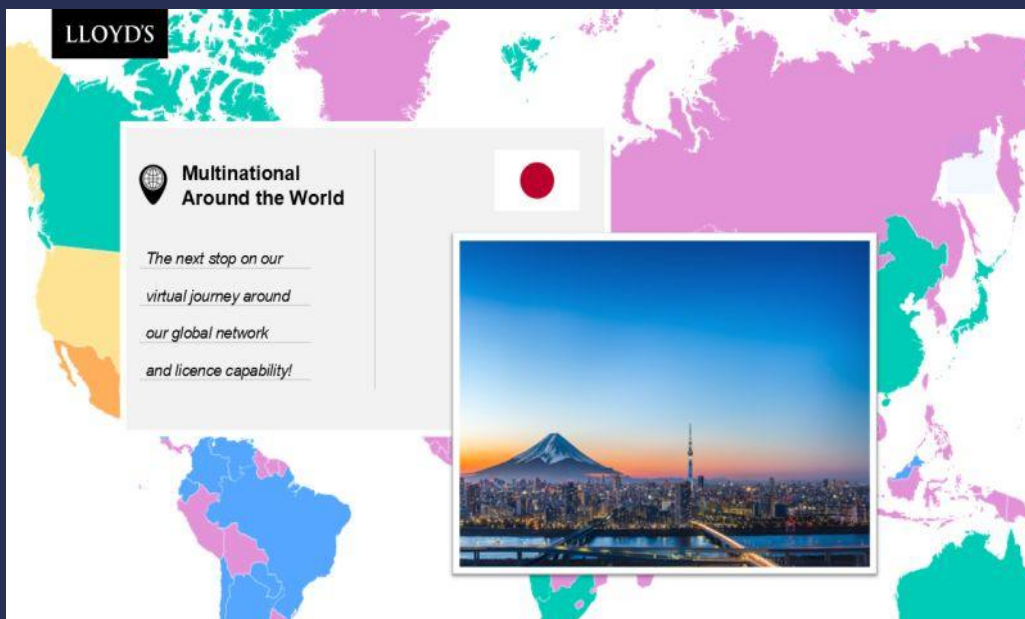 LLOYD'S
Multinational
Around the World
The next stop on our
virtual journey around
our global network
and licence capability!